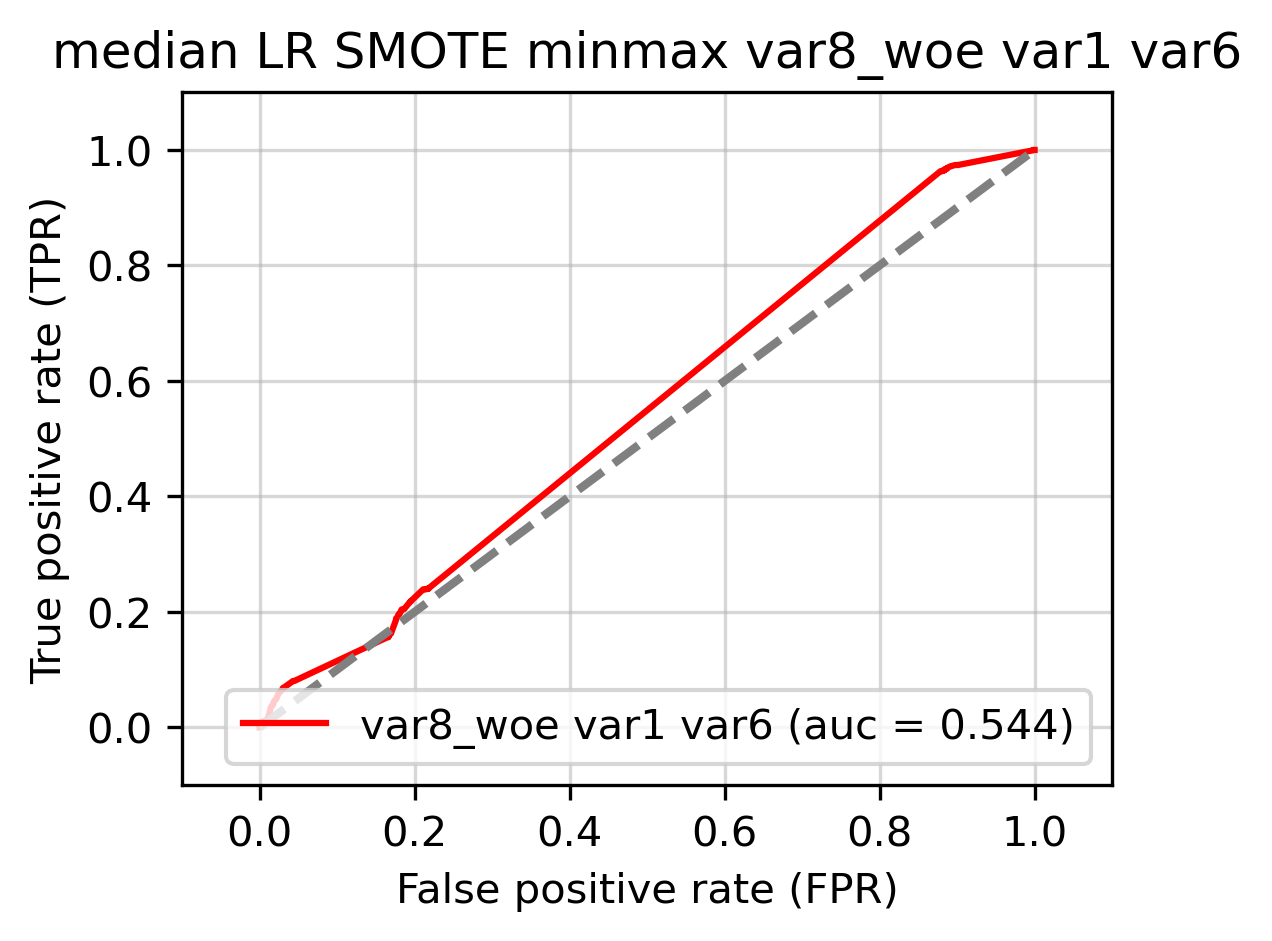 median LR SMOTE minmax var8_woe var1 var6
True positive rate (TPR)
1.0
0.8
0.6
0.4
0.2
0.0
var8_woe var1 var6 (auc = 0.544)
0.0 0.2 0.4 0.6 0.8 1.0
False positive rate (FPR)